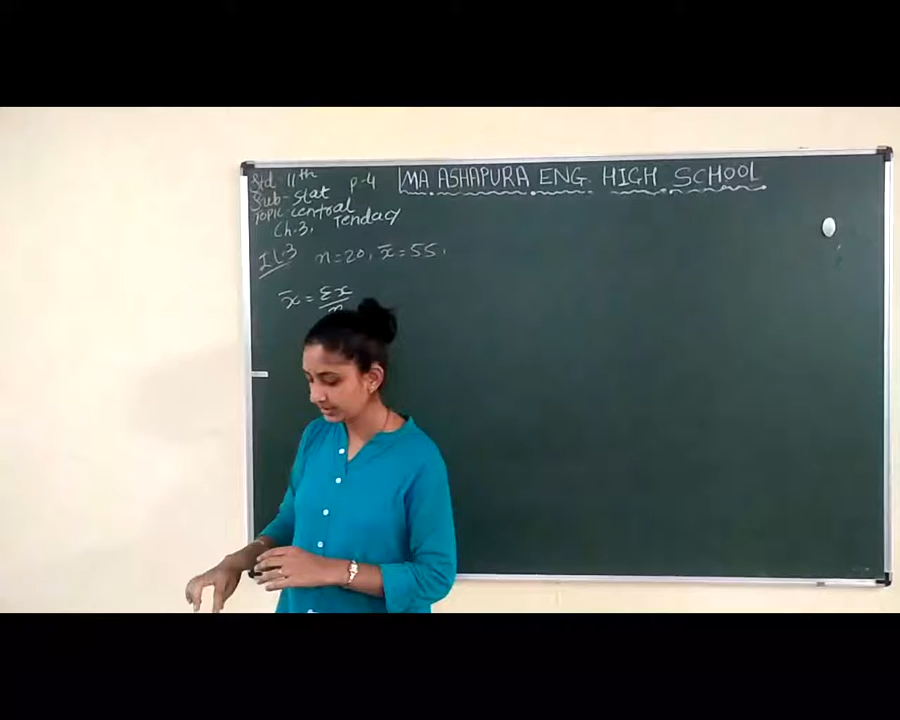 Std - 11th P-4 MA ASHAPURA ENG. HIGH SCHOOL
Sub - Stat
Topic - central Tendacy
Ch.3,
IL.3 n=20, x̄=55.
x̄ = Σx/n